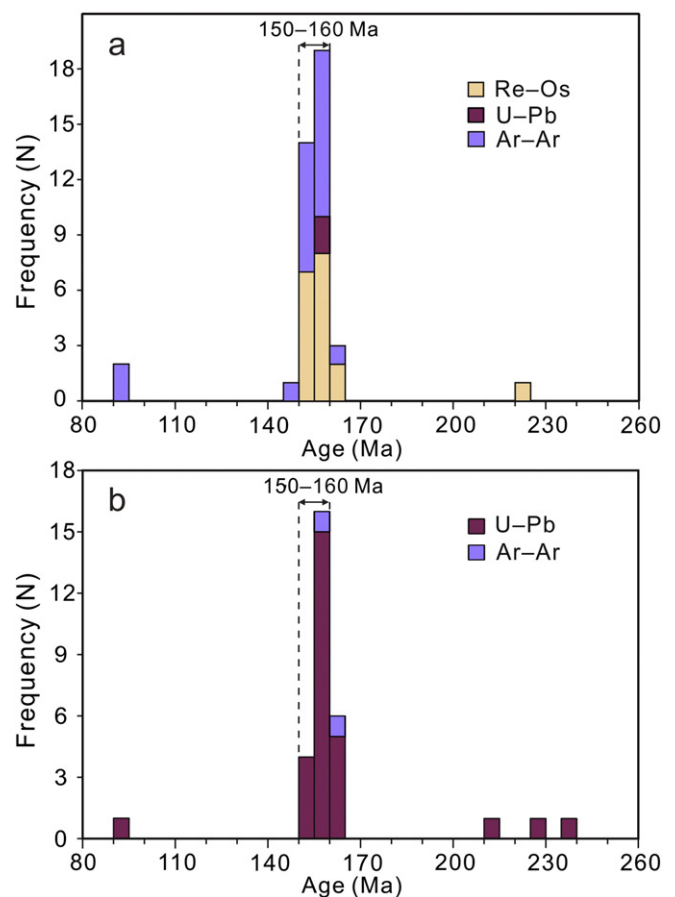 a
150–160 Ma
Re–Os
U–Pb
Ar–Ar
Frequency (N)
18
15
12
9
6
3
0
80 110 140 170 200 230 260
Age (Ma)
b
150–160 Ma
U–Pb
Ar–Ar
Frequency (N)
18
15
12
9
6
3
0
80 110 140 170 200 230 260
Age (Ma)